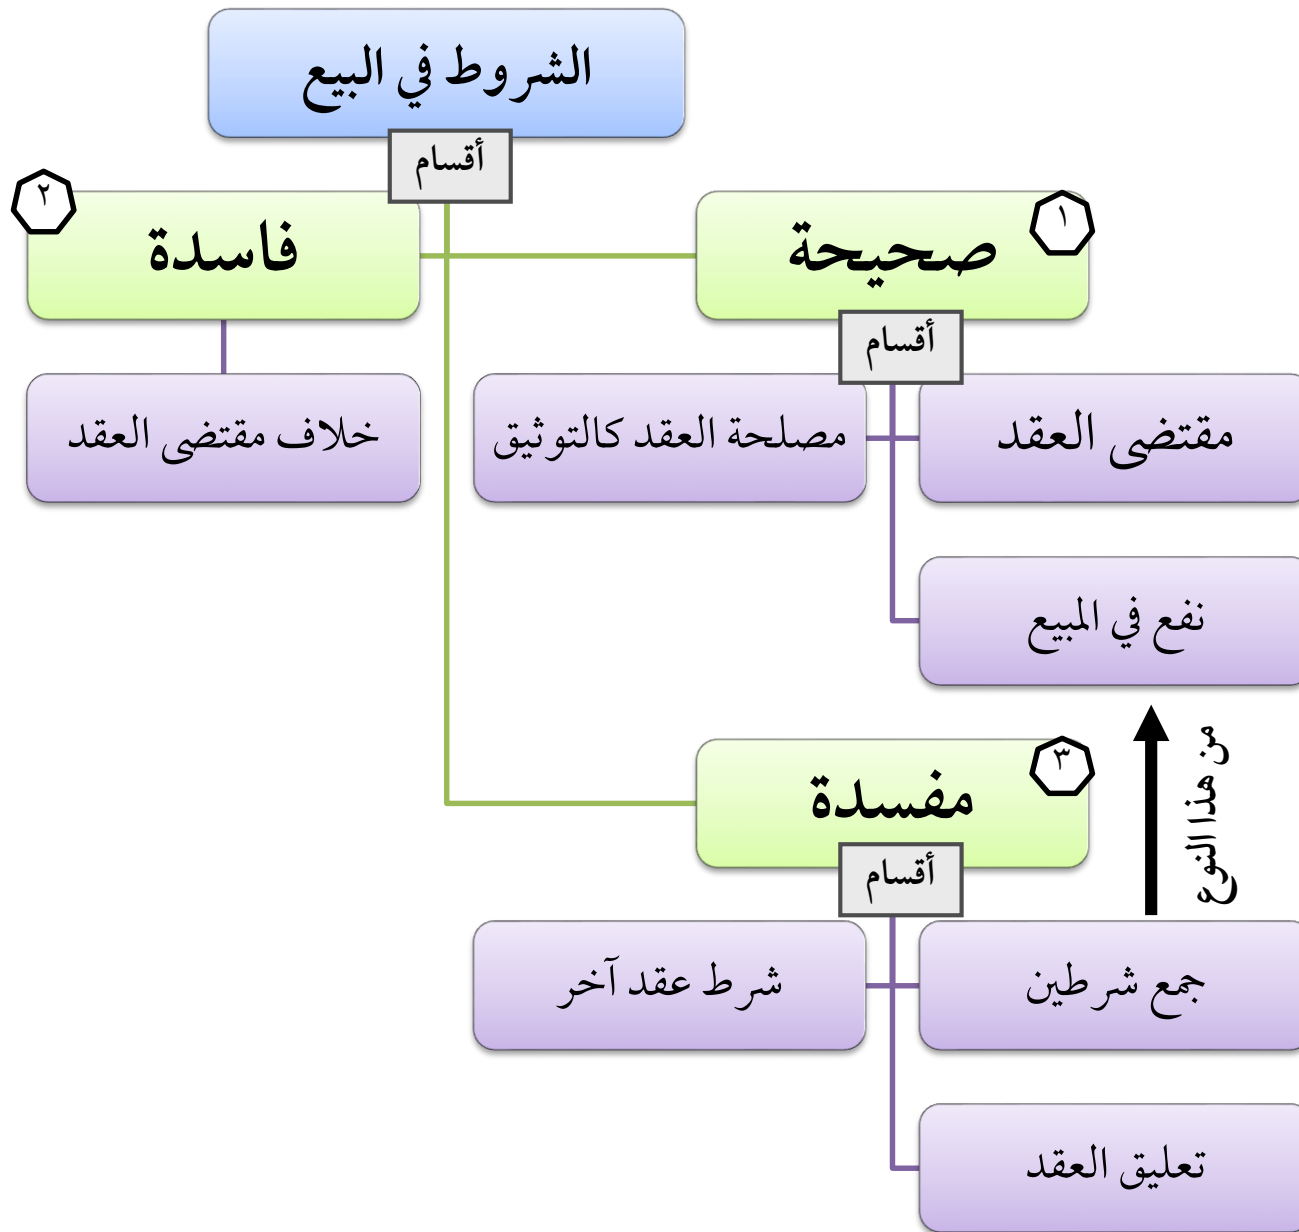 الشروط في البيع
أقسام
١
صحيحة
٢
فاسدة
أقسام
مقتضى العقد
مصلحة العقد كالتوثيق
خلاف مقتضى العقد
نفع في المبيع
من هذا النوع
٣
مفسدة
أقسام
جمع شرطين
شرط عقد آخر
تعليق العقد